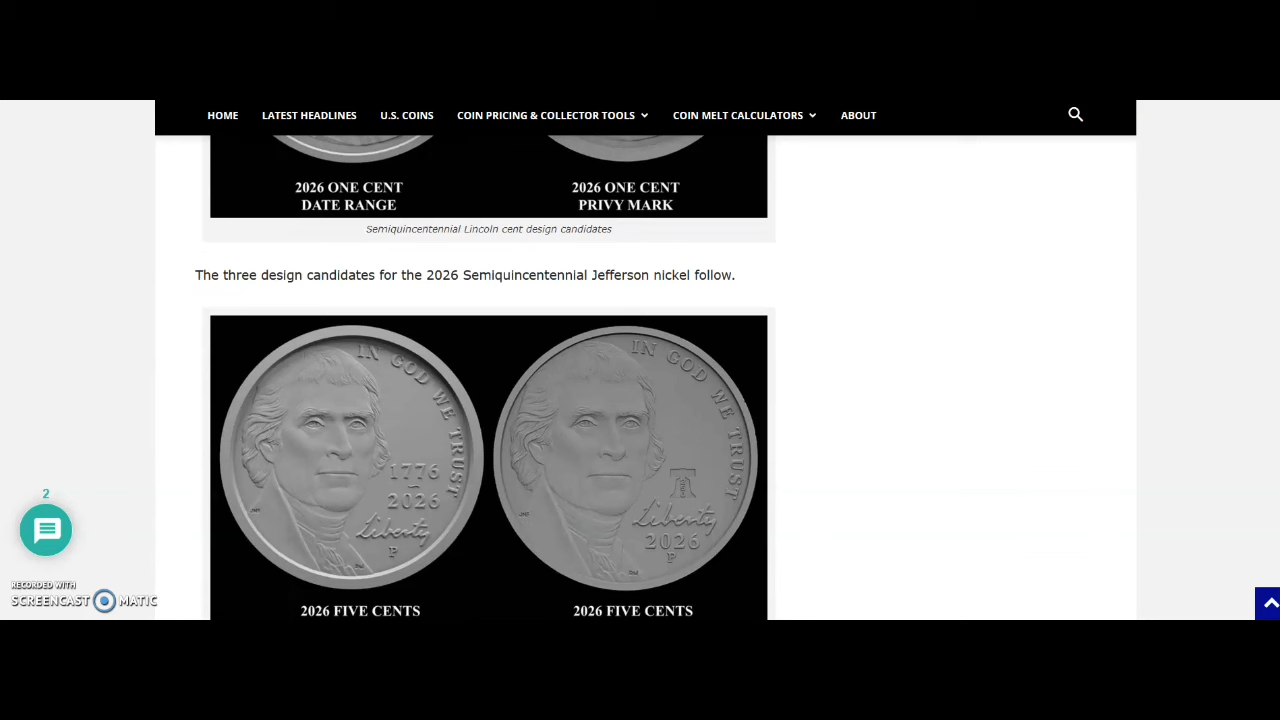 HOME LATEST HEADLINES U.S. COINS COIN PRICING & COLLECTOR TOOLS COIN MELT CALCULATORS ABOUT
2026 ONE CENT
DATE RANGE
2026 ONE CENT
PRIVY MARK
Semiquincentennial Lincoln cent design candidates
The three design candidates for the 2026 Semiquincentennial Jefferson nickel follow.
IN GOD WE TRUST
1776
~
2026
Liberty
P
IN GOD WE TRUST
Liberty
2026
P
2026 FIVE CENTS
2026 FIVE CENTS
2
RECORDED WITH
SCREENCAST MATIC